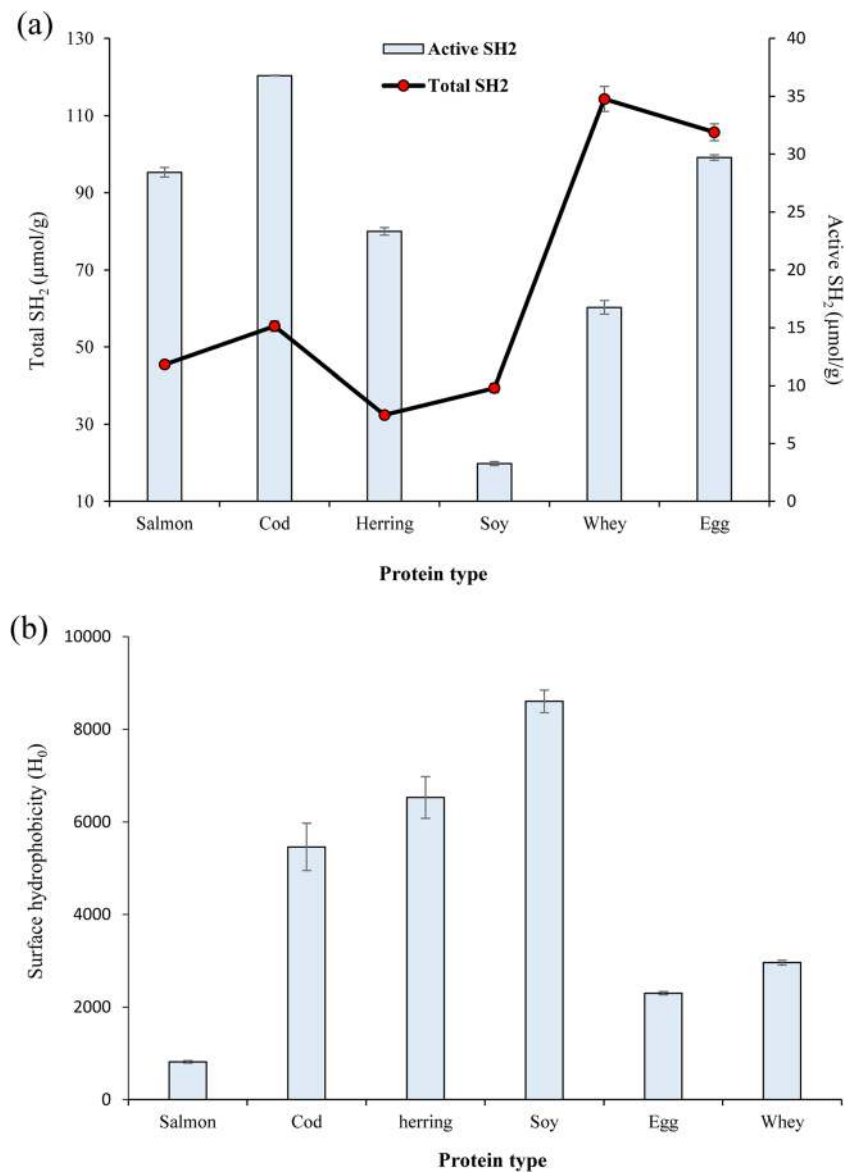 (a)
Active SH2
Total SH2
Total SH₂ (µmol/g)
130
110
90
70
50
30
10
Active SH₂ (µmol/g)
40
35
30
25
20
15
10
5
0
Salmon Cod Herring Soy Whey Egg
Protein type
(b)
Surface hydrophobicity (H₀)
10000
8000
6000
4000
2000
0
Salmon Cod herring Soy Egg Whey
Protein type